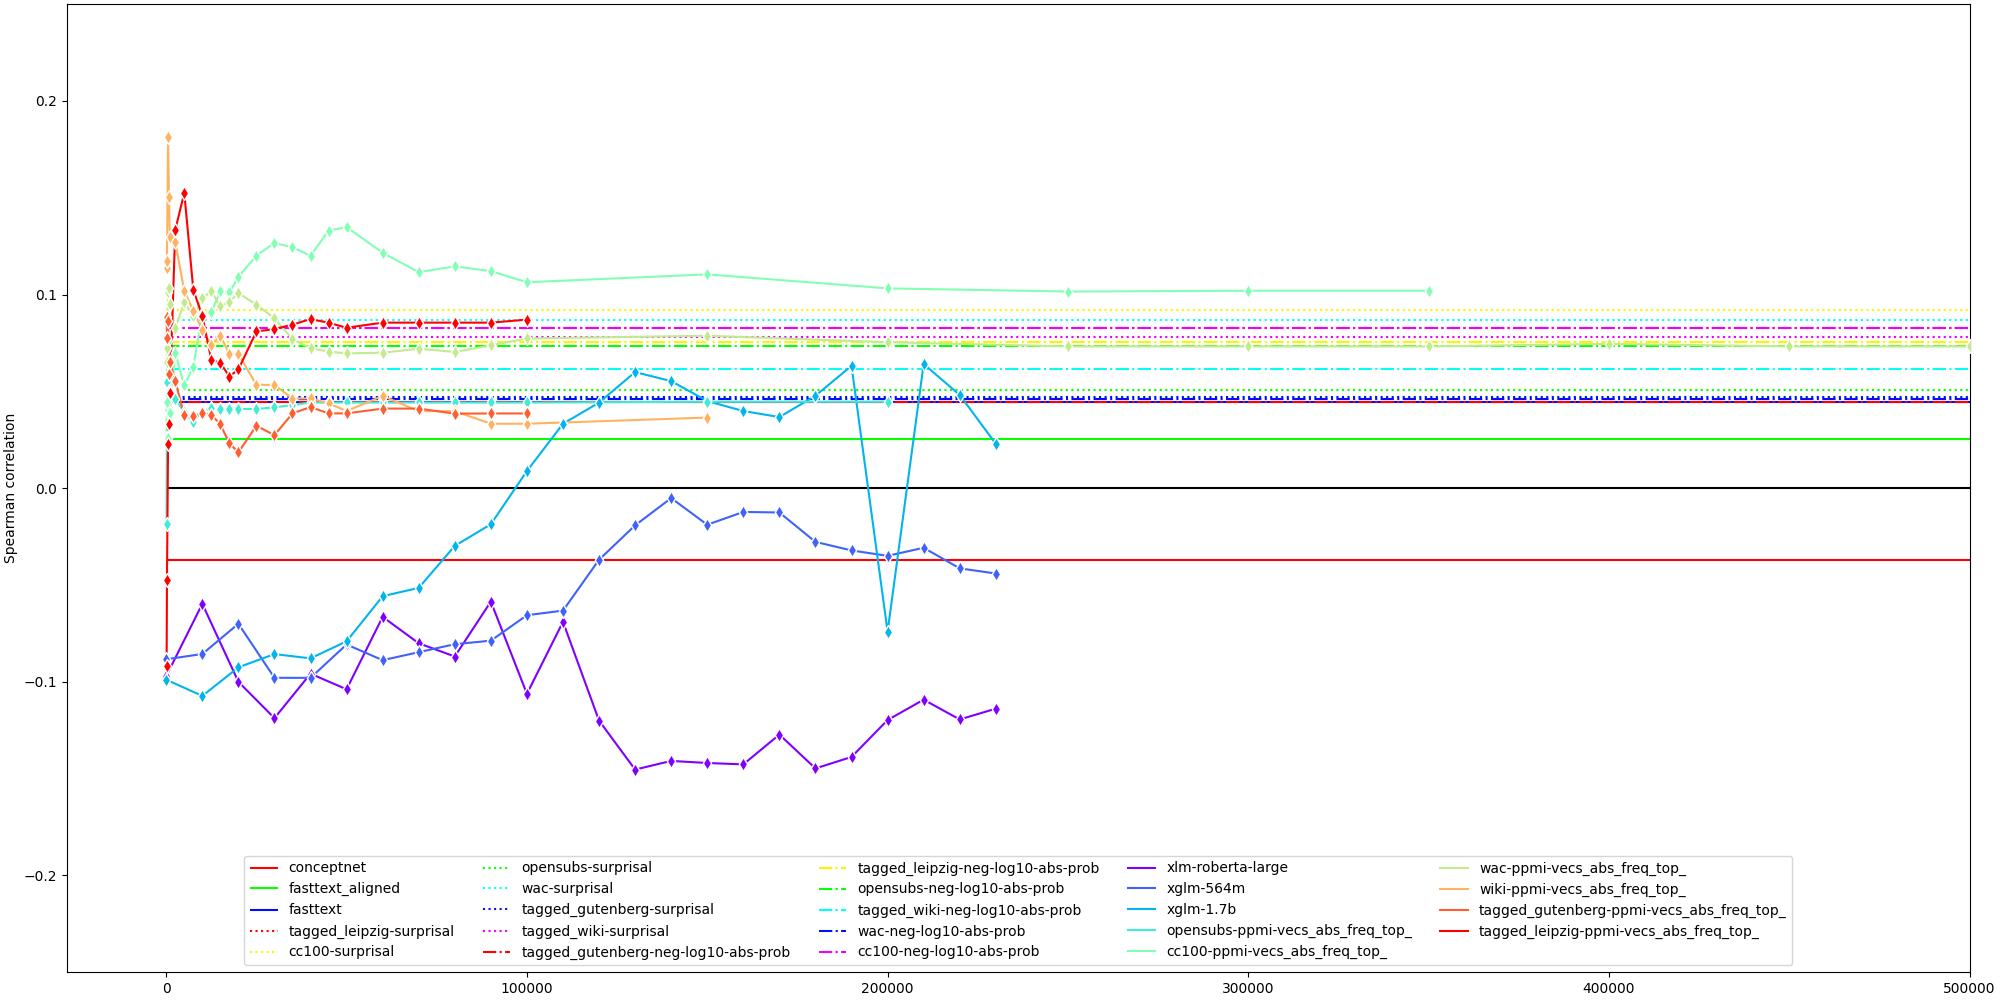 0.2
0.1
0.0
−0.1
−0.2
Spearman correlation
conceptnet
fasttext_aligned
fasttext
tagged_leipzig-surprisal
cc100-surprisal
opensubs-surprisal
wac-surprisal
tagged_gutenberg-surprisal
tagged_wiki-surprisal
tagged_gutenberg-neg-log10-abs-prob
tagged_leipzig-neg-log10-abs-prob
opensubs-neg-log10-abs-prob
tagged_wiki-neg-log10-abs-prob
wac-neg-log10-abs-prob
cc100-neg-log10-abs-prob
xlm-roberta-large
xglm-564m
xglm-1.7b
opensubs-ppmi-vecs_abs_freq_top_
cc100-ppmi-vecs_abs_freq_top_
wac-ppmi-vecs_abs_freq_top_
wiki-ppmi-vecs_abs_freq_top_
tagged_gutenberg-ppmi-vecs_abs_freq_top_
tagged_leipzig-ppmi-vecs_abs_freq_top_
0
100000
200000
300000
400000
500000